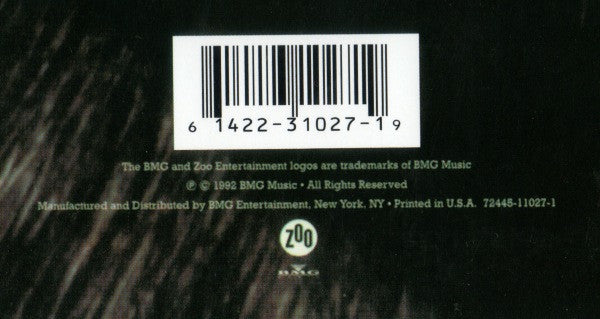 6 14422-31027-1 9
The BMG and Zoo Entertainment logos are trademarks of BMG Music
℗ © 1992 BMG Music • All Rights Reserved
Manufactured and Distributed by BMG Entertainment, New York, NY • Printed in U.S.A. 72445-11027-1
ZOO
BMG